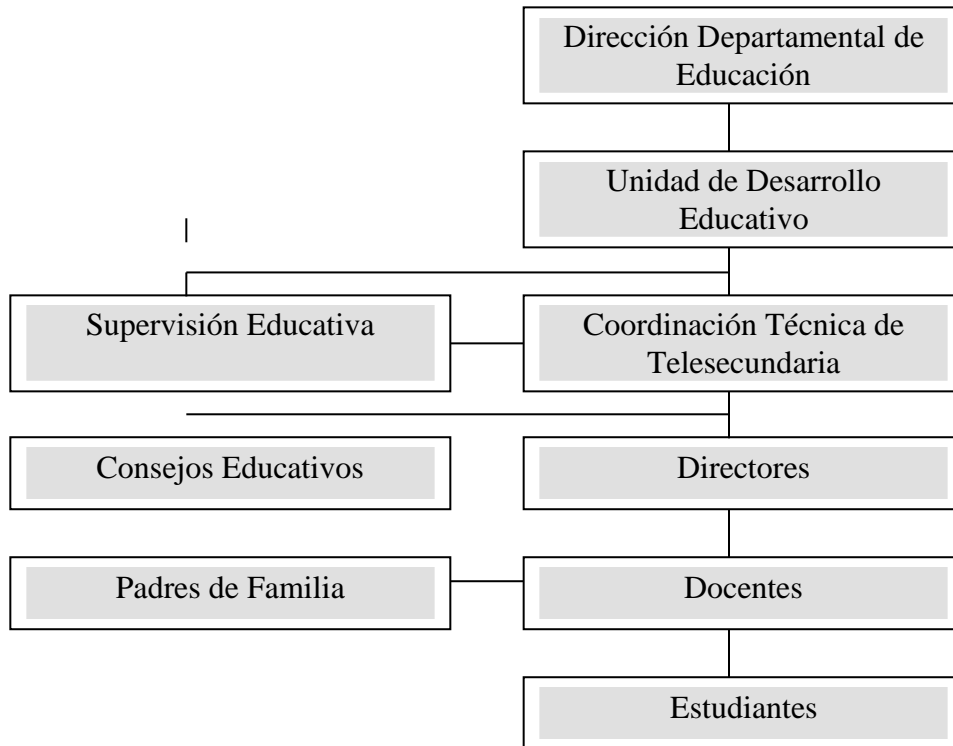 Dirección Departamental de
Educación
Unidad de Desarrollo
Educativo
Supervisión Educativa
Coordinación Técnica de
Telesecundaria
Consejos Educativos
Directores
Padres de Familia
Docentes
Estudiantes